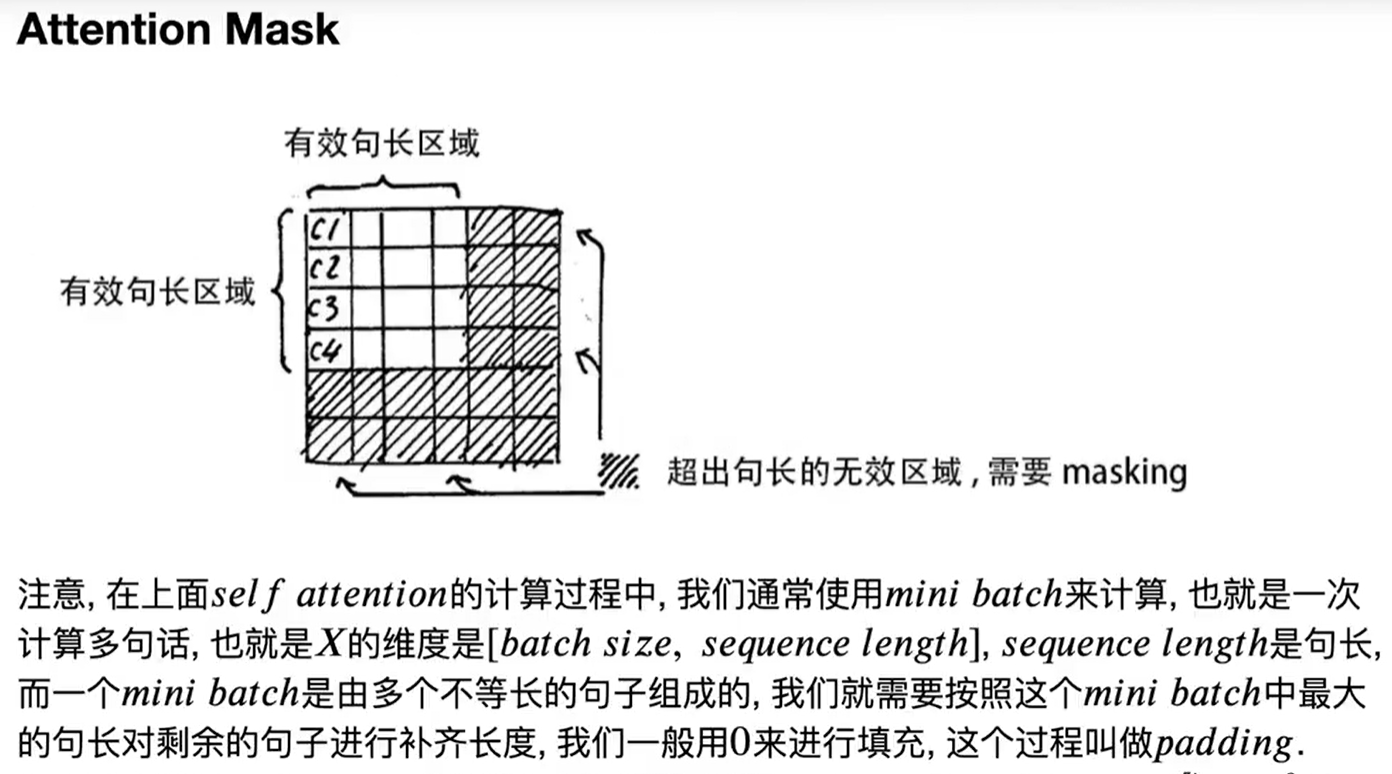 Attention Mask
有效句长区域
c1
c2
有效句长区域
c3
c4
超出句长的无效区域,需要 masking
注意, 在上面self attention的计算过程中, 我们通常使用mini batch来计算, 也就是一次
计算多句话, 也就是X的维度是[batch size, sequence length], sequence length是句长,
而一个mini batch是由多个不等长的句子组成的, 我们就需要按照这个mini batch中最大
的句长对剩余的句子进行补齐长度, 我们一般用0来进行填充, 这个过程叫做padding.